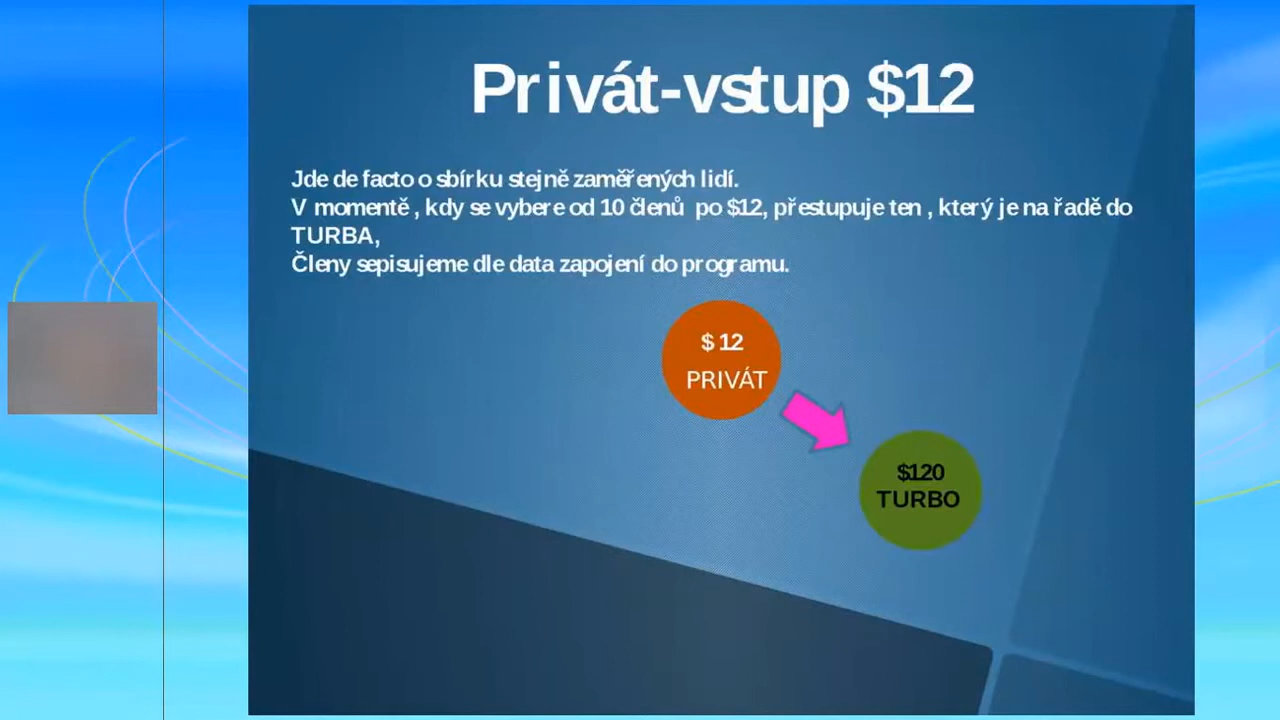 Privát-vstup $12
Jde de facto o sbírku stejně zaměřených lidí.
V momentě , kdy se vybere od 10 členů po $12, přestupuje ten , který je na řadě do
TURBA,
Členy sepisujeme dle data zapojení do programu.
$ 12
PRIVÁT
$120
TURBO